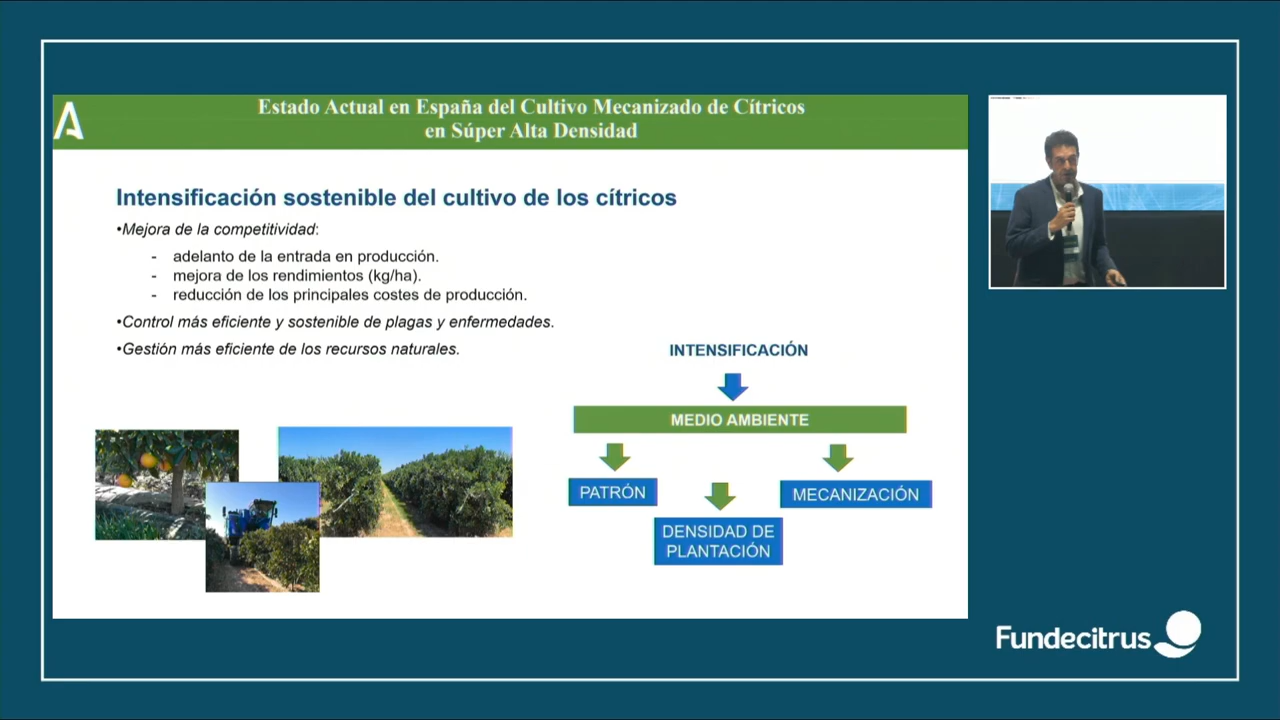 Estado Actual en España del Cultivo Mecanizado de Cítricos
en Súper Alta Densidad
Intensificación sostenible del cultivo de los cítricos
•Mejora de la competitividad:
- adelanto de la entrada en producción.
- mejora de los rendimientos (kg/ha).
- reducción de los principales costes de producción.
•Control más eficiente y sostenible de plagas y enfermedades.
•Gestión más eficiente de los recursos naturales.
INTENSIFICACIÓN
MEDIO AMBIENTE
PATRÓN
MECANIZACIÓN
DENSIDAD DE
PLANTACIÓN
Fundecitrus